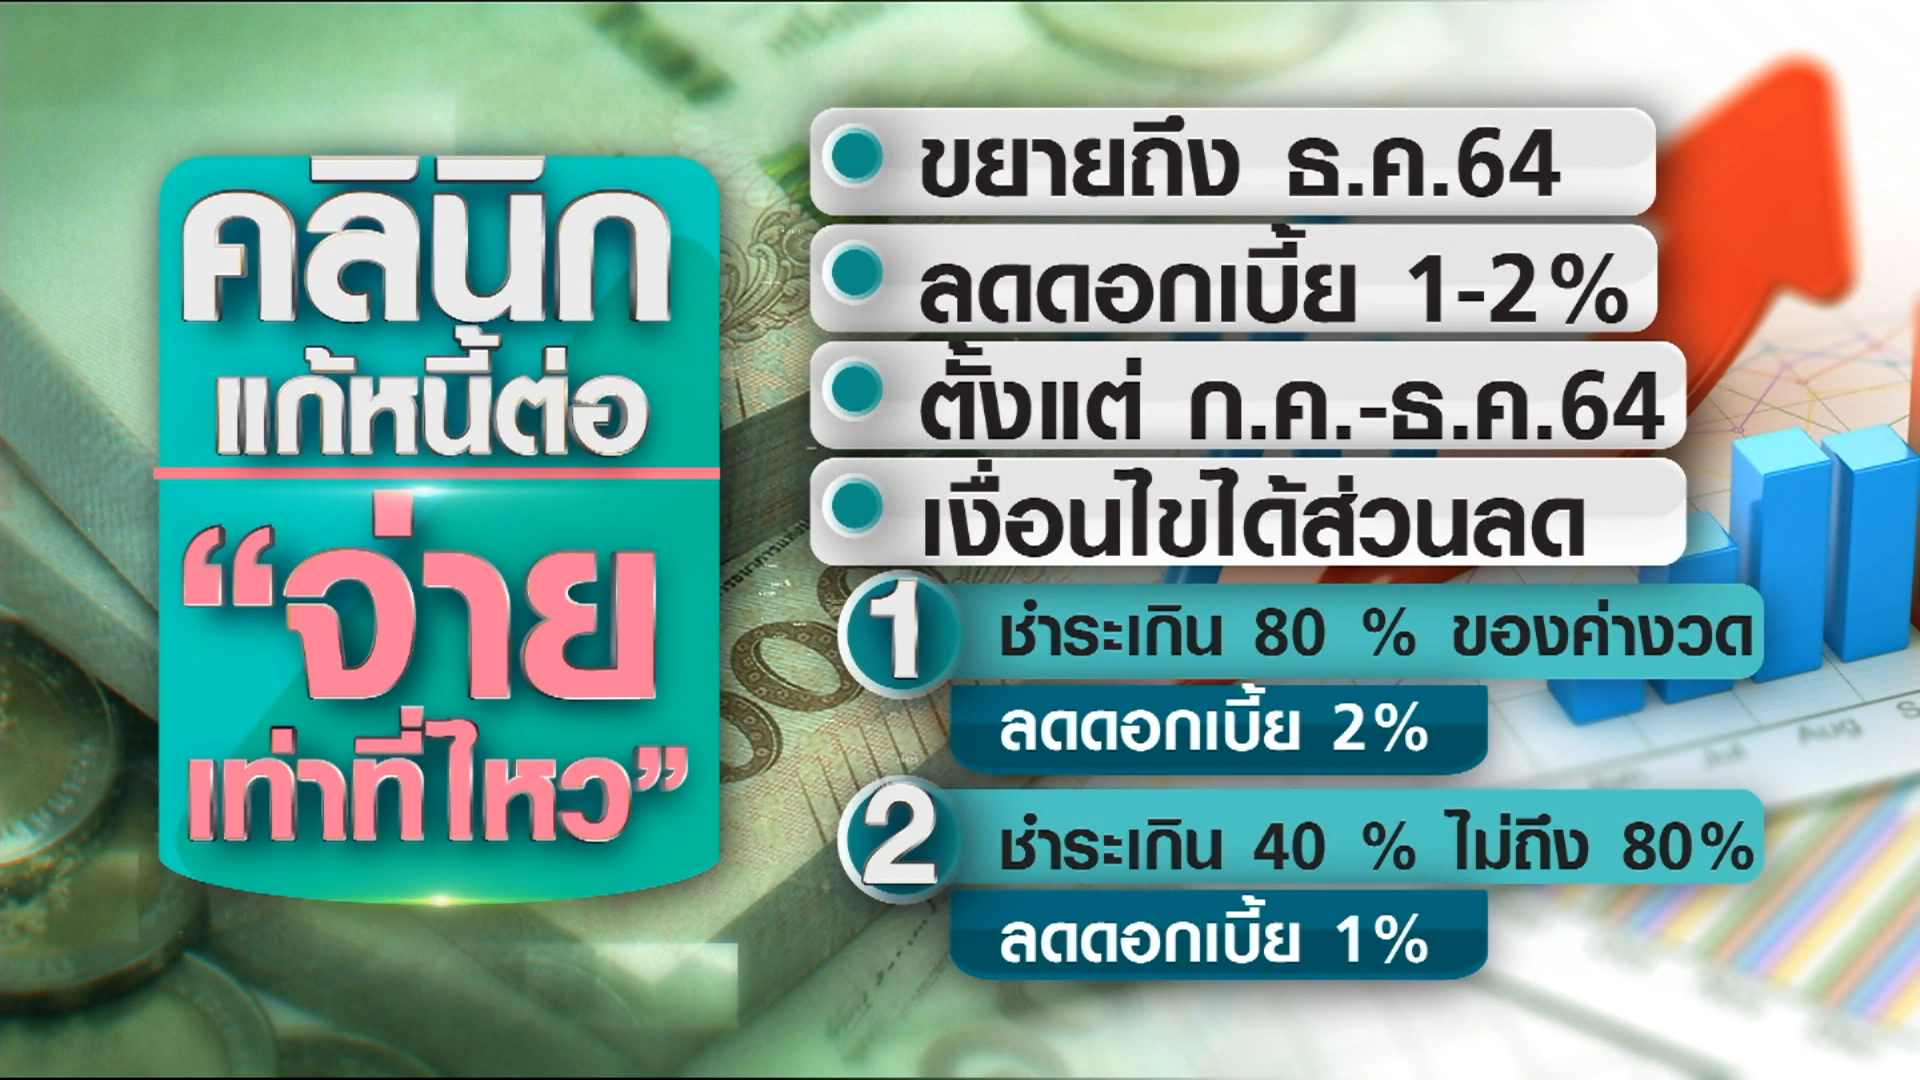 คลินิก
แก้หนี้ต่อ
“จ่าย
เท่าที่ไหว”
ขยายถึง ธ.ค.64
ลดดอกเบี้ย 1-2%
ตั้งแต่ ก.ค.-ธ.ค.64
เงื่อนไขได้ส่วนลด
1 ชำระเกิน 80 % ของค่างวด
ลดดอกเบี้ย 2%
2 ชำระเกิน 40 % ไม่ถึง 80%
ลดดอกเบี้ย 1%
Jul Aug